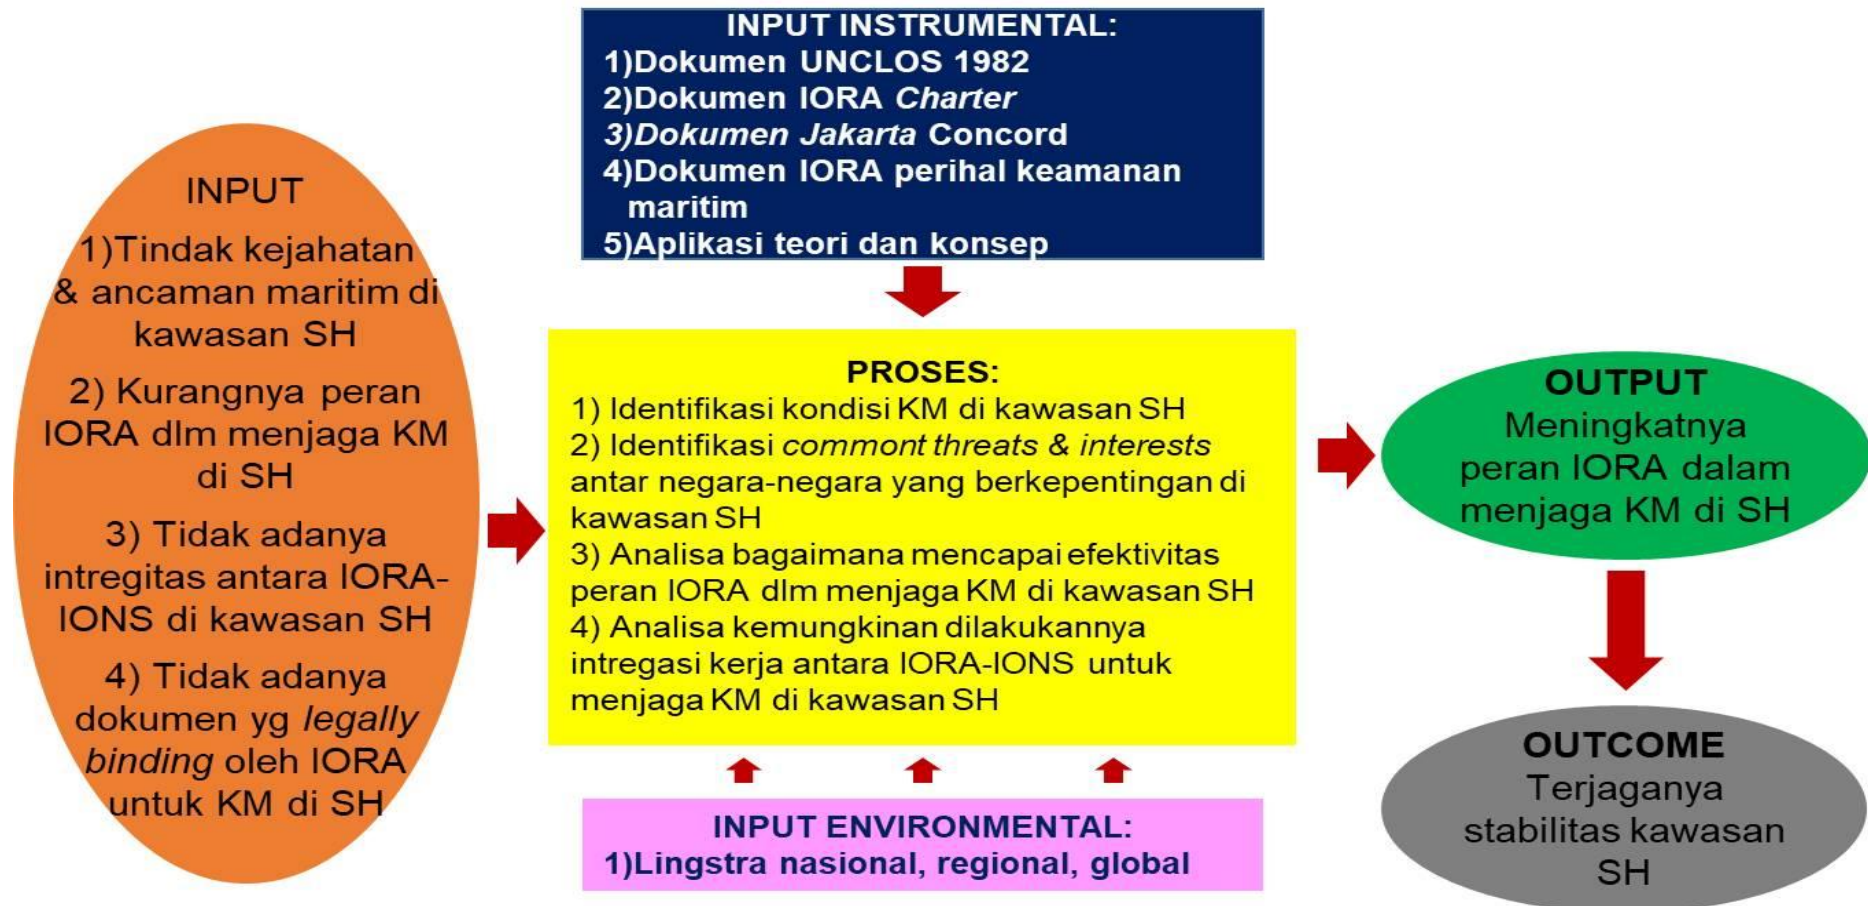 INPUT INSTRUMENTAL:
1)Dokumen UNCLOS 1982
2)Dokumen IORA Charter
3)Dokumen Jakarta Concord
4)Dokumen IORA perihal keamanan
maritim
5)Aplikasi teori dan konsep
INPUT
1)Tindak kejahatan
& ancaman maritim di
kawasan SH
2) Kurangnya peran
IORA dlm menjaga KM
di SH
3) Tidak adanya
intregitas antara IORA-
IONS di kawasan SH
4) Tidak adanya
dokumen yg legally
binding oleh IORA
untuk KM di SH
PROSES:
1) Identifikasi kondisi KM di kawasan SH
2) Identifikasi commont threats & interests
antar negara-negara yang berkepentingan di
kawasan SH
3) Analisa bagaimana mencapai efektivitas
peran IORA dlm menjaga KM di kawasan SH
4) Analisa kemungkinan dilakukannya
intregasi kerja antara IORA-IONS untuk
menjaga KM di kawasan SH
INPUT ENVIRONMENTAL:
1)Lingstra nasional, regional, global
OUTPUT
Meningkatnya
peran IORA dalam
menjaga KM di SH
OUTCOME
Terjaganya
stabilitas kawasan
SH